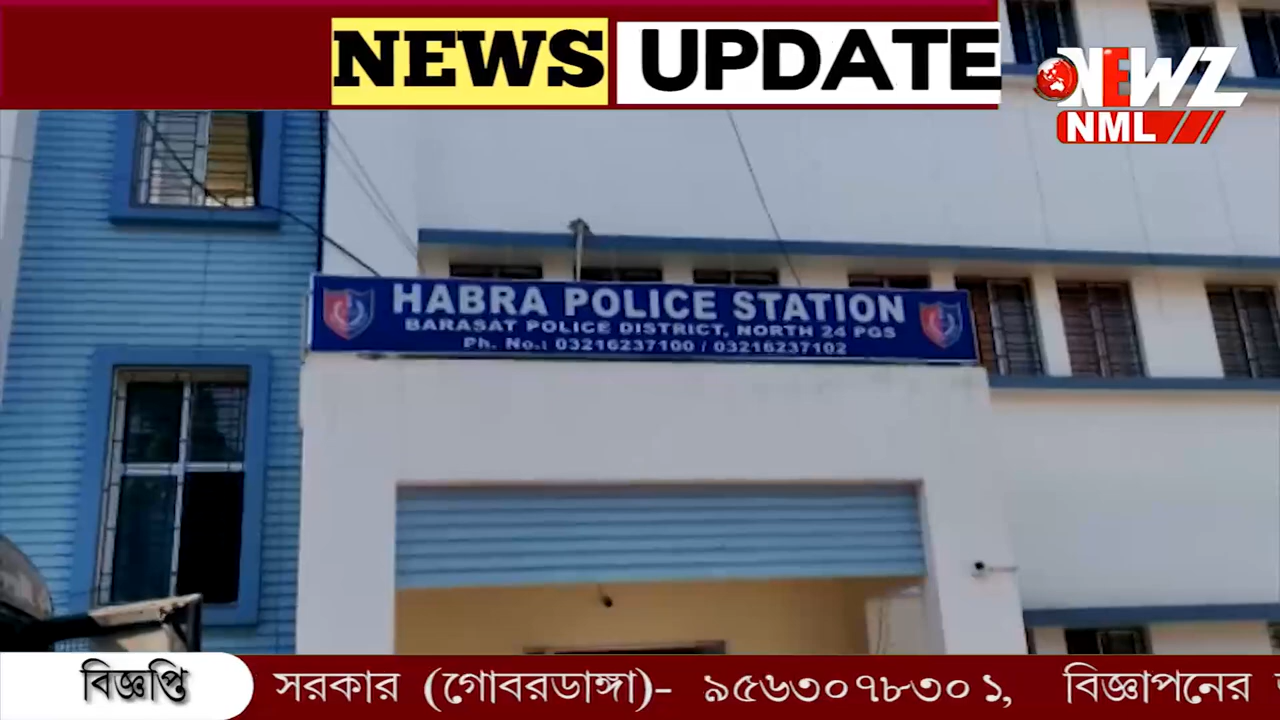 NEWS UPDATE
NEWZ
NML
HABRA POLICE STATION
BARASAT POLICE DISTRICT, NORTH 24 PGS
Ph. No.: 03216237100 / 03216237102
বিজ্ঞপ্তি
সরকার (গোবরডাঙ্গা)- ৯৫৬৩০৭৮৩০১, বিজ্ঞাপনের